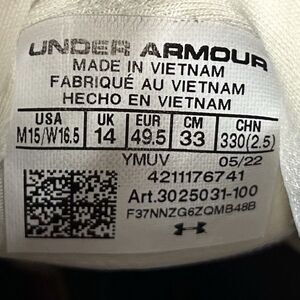 UNDER ARMOUR
MADE IN VIETNAM
FABRIQUÉ AU VIETNAM
HECHO EN VIETNAM
USA UK EUR CM CHN
M15/W16.5 14 49.5 33 330(2.5)
YMUV 05/22
4211176741
Art.3025031-100
F37NNZG6ZQMB48B